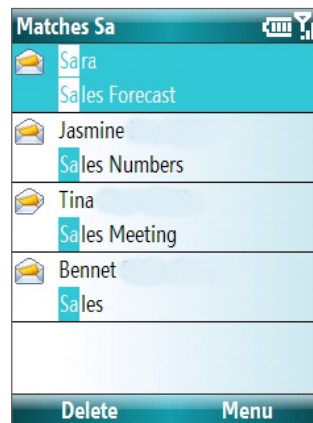 Matches Sa
Sara
Sales Forecast
Jasmine
Sales Numbers
Tina
Sales Meeting
Bennet
Sales
Delete Menu